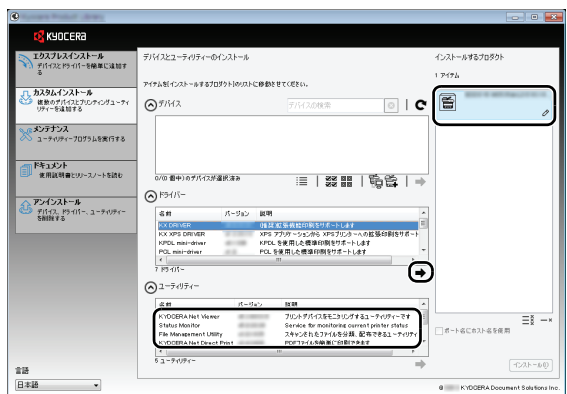 KYOCERA
エクスプレスインストール
デバイスとドライバーを簡単に追加す
る
カスタムインストール
複数のデバイスとプリンティングユーティ
リティーを追加する
メンテナンス
ユーティリティープログラムを実行する
ドキュメント
使用説明書とリリースノートを読む
アンインストール
デバイス、ドライバー、ユーティリティー
を削除する
言語
日本語
デバイスとユーティリティーのインストール
アイテムを[インストールするプロダクト]のリストに移動させてください。
デバイス
デバイスの検索
0/(0 個中)のデバイスが選択済み
ドライバー
名前 バージョン 説明
KX DRIVER (推奨)拡張機能印刷をサポートします
KX XPS DRIVER XPS アプリケーションから XPSプリンターへの拡張印刷をサポート
KPDL mini-driver KPDL を使用した標準印刷をサポートします
PCL mini-driver PCL を使用した標準印刷をサポートします
7 ドライバー
ユーティリティー
名前 バージョン 説明
KYOCERA Net Viewer プリントデバイスをモニタリングするユーティリティーです
Status Monitor Service for monitoring current printer status
File Management Utility スキャンされたファイルを分類、配布できるユーティリティ
KYOCERA Net Direct Print PDFファイルを簡単に印刷できます
5 ユーティリティー
インストールするプロダクト
1 アイテム
ポート名にホスト名を使用
インストール(I)
KYOCERA Document Solutions Inc.